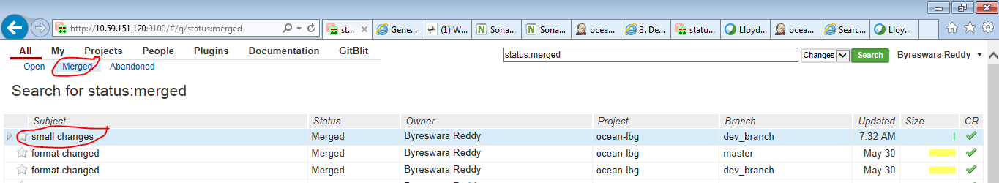 http://10.59.151.120:9100/#/q/status:merged
st... Gene... (1) W... Sona... Sona... ocea... 3. De... statu... Lloyd... ocea... Searc... Lloy...
All My Projects People Plugins Documentation GitBlit
status:merged Changes Search Byreswara Reddy
Open Merged Abandoned
Search for status:merged
Subject Status Owner Project Branch Updated Size CR
small changes Merged Byreswara Reddy ocean-lbg dev_branch 7:32 AM
format changed Merged Byreswara Reddy ocean-lbg master May 30
format changed Merged Byreswara Reddy ocean-lbg dev_branch May 30